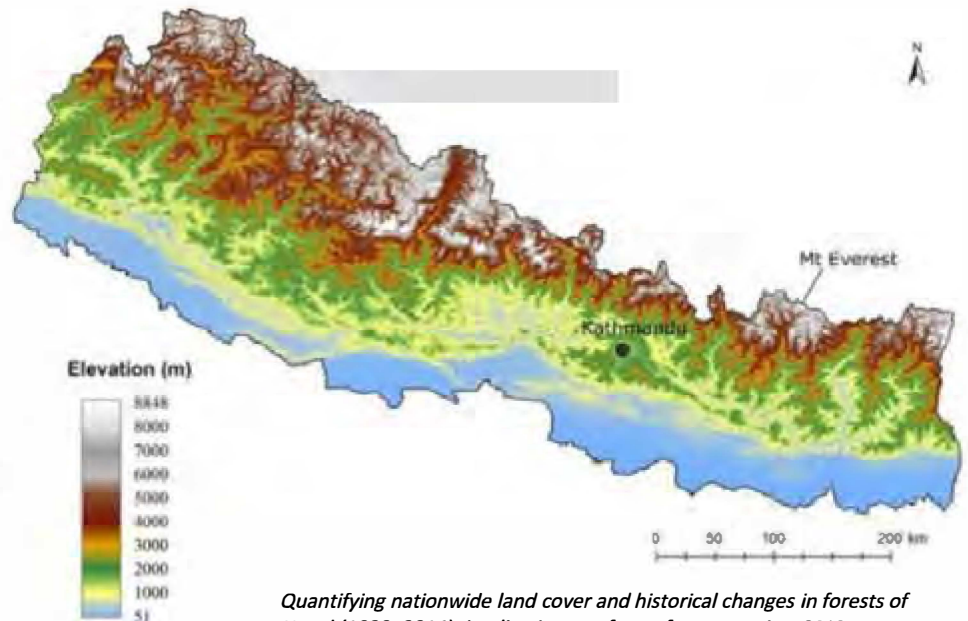 N
Mt Everest
Kathmandu
Elevation (m)
8848
8000
7000
6000
5000
4000
3000
2000
1000
51
0 50 100 200 km
Quantifying nationwide land cover and historical changes in forests of